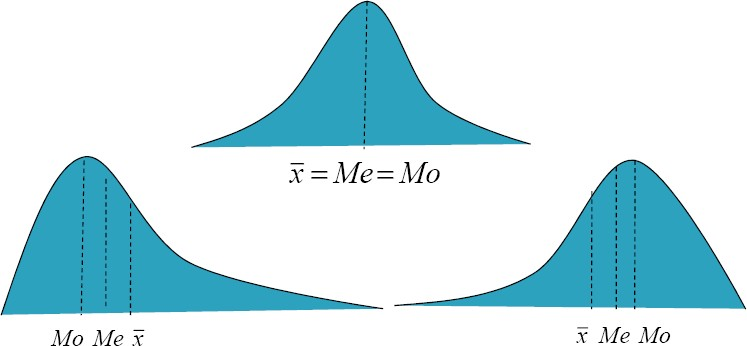 x̅ = Me = Mo
Mo Me x̅
x̅ Me Mo